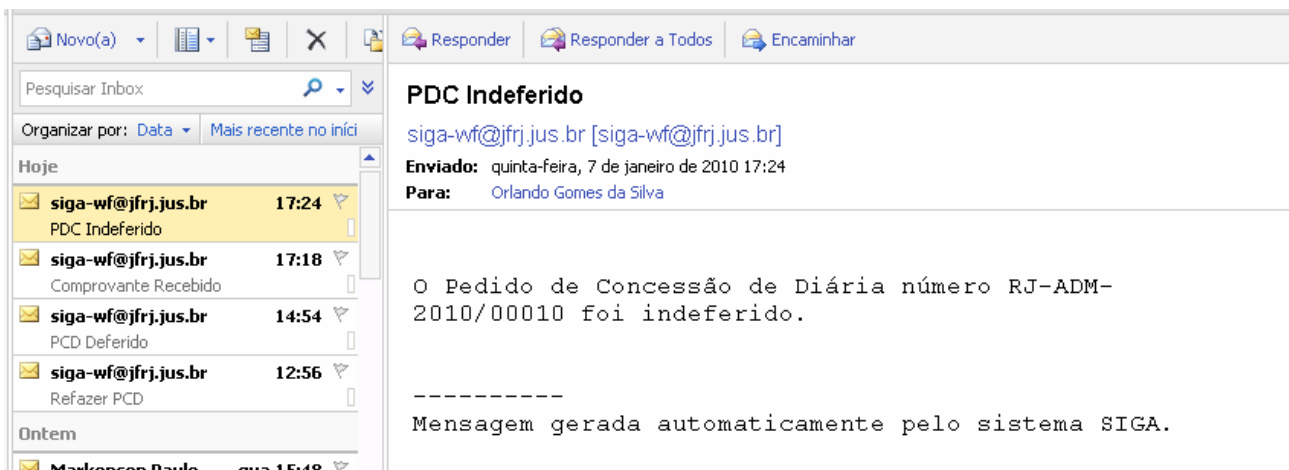 Novo(a)
Pesquisar Inbox
Organizar por: Data Mais recente no iníci
Hoje
siga-wf@jfrj.jus.br 17:24
PDC Indeferido
siga-wf@jfrj.jus.br 17:18
Comprovante Recebido
siga-wf@jfrj.jus.br 14:54
PCD Deferido
siga-wf@jfrj.jus.br 12:56
Refazer PCD
Ontem
Markenson Paulo qua 15:48
Responder Responder a Todos Encaminhar
PDC Indeferido
siga-wf@jfrj.jus.br [siga-wf@jfrj.jus.br]
Enviado: quinta-feira, 7 de janeiro de 2010 17:24
Para: Orlando Gomes da Silva
O Pedido de Concessão de Diária número RJ-ADM-
2010/00010 foi indeferido.
----------
Mensagem gerada automaticamente pelo sistema SIGA.